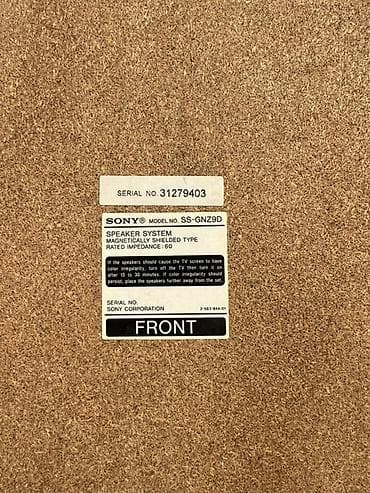 SERIAL NO. 31279403
SONY® MODEL NO. SS-GNZ9D
SPEAKER SYSTEM
MAGNETICALLY SHIELDED TYPE
RATED IMPEDANCE: 6Ω
If the speakers should cause the TV screen to have
color irregularity, turn off the TV then turn it on
after 15 to 30 minutes. If color irregularity should
persist, place the speakers further away from the set.
SERIAL NO.
SONY CORPORATION
FRONT